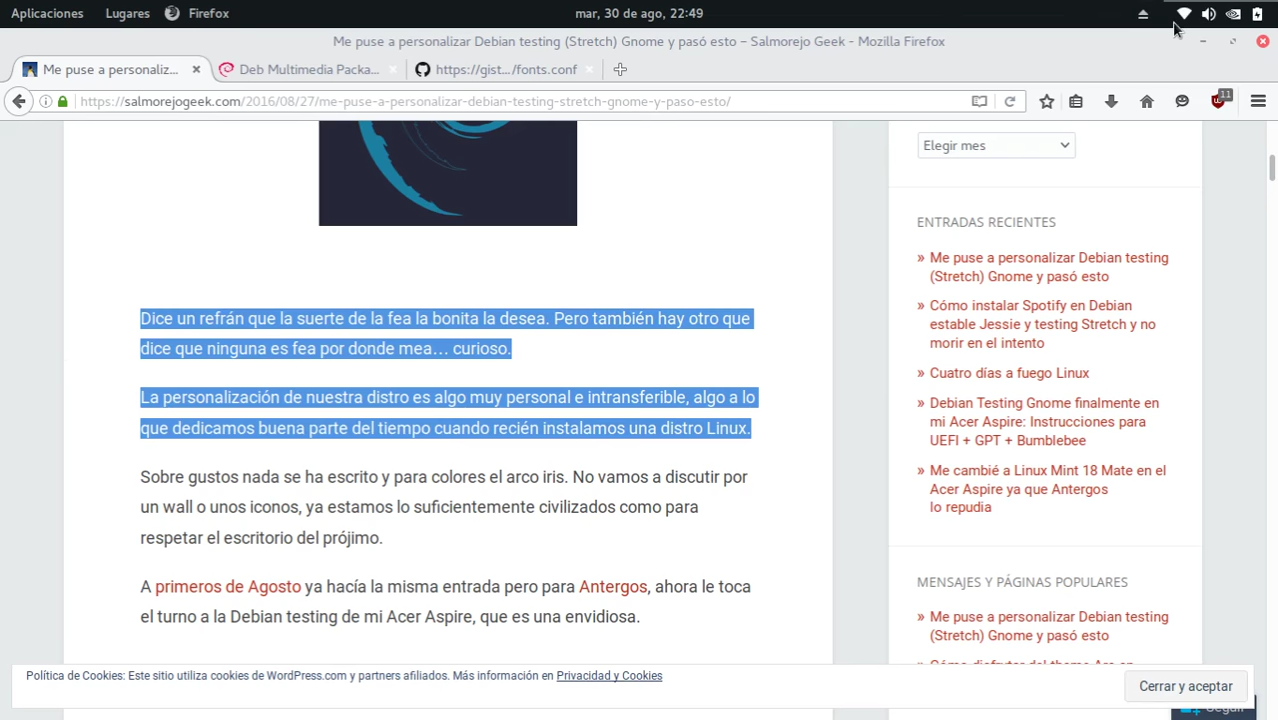 Aplicaciones Lugares Firefox mar, 30 de ago, 22:49
Me puse a personalizar Debian testing (Stretch) Gnome y pasó esto – Salmorejo Geek - Mozilla Firefox
Me puse a personaliz... Deb Multimedia Packa... https://gist.../fonts.conf
https://salmorejogeek.com/2016/08/27/me-puse-a-personalizar-debian-testing-stretch-gnome-y-paso-esto/
11
Dice un refrán que la suerte de la fea la bonita la desea. Pero también hay otro que
dice que ninguna es fea por donde mea… curioso.
La personalización de nuestra distro es algo muy personal e intransferible, algo a lo
que dedicamos buena parte del tiempo cuando recién instalamos una distro Linux.
Sobre gustos nada se ha escrito y para colores el arco iris. No vamos a discutir por
un wall o unos iconos, ya estamos lo suficientemente civilizados como para
respetar el escritorio del prójimo.
A primeros de Agosto ya hacía la misma entrada pero para Antergos, ahora le toca
el turno a la Debian testing de mi Acer Aspire, que es una envidiosa.
Elegir mes
ENTRADAS RECIENTES
» Me puse a personalizar Debian testing
(Stretch) Gnome y pasó esto
» Cómo instalar Spotify en Debian
estable Jessie y testing Stretch y no
morir en el intento
» Cuatro días a fuego Linux
» Debian Testing Gnome finalmente en
mi Acer Aspire: Instrucciones para
UEFI + GPT + Bumblebee
» Me cambié a Linux Mint 18 Mate en el
Acer Aspire ya que Antergos
lo repudia
MENSAJES Y PÁGINAS POPULARES
» Me puse a personalizar Debian testing
(Stretch) Gnome y pasó esto
Política de Cookies: Este sitio utiliza cookies de WordPress.com y partners afiliados. Más información en Privacidad y Cookies
Cerrar y aceptar